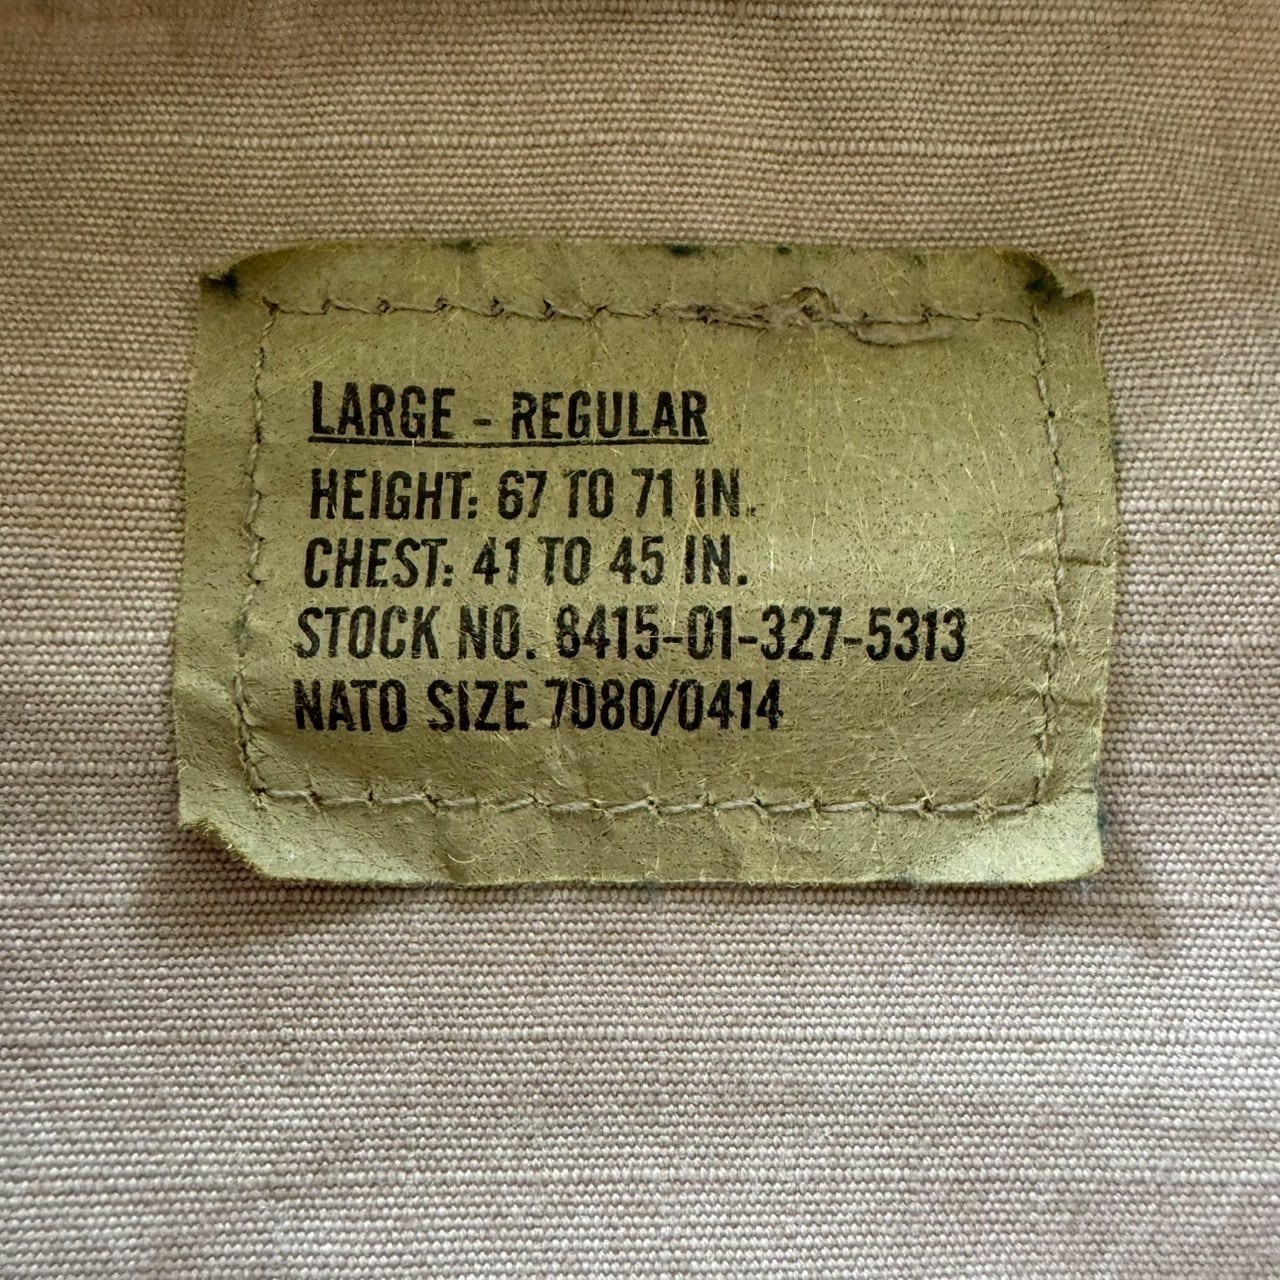 LARGE - REGULAR
HEIGHT: 67 TO 71 IN.
CHEST: 41 TO 45 IN.
STOCK NO. 8415-01-327-5313
NATO SIZE 7080/0414